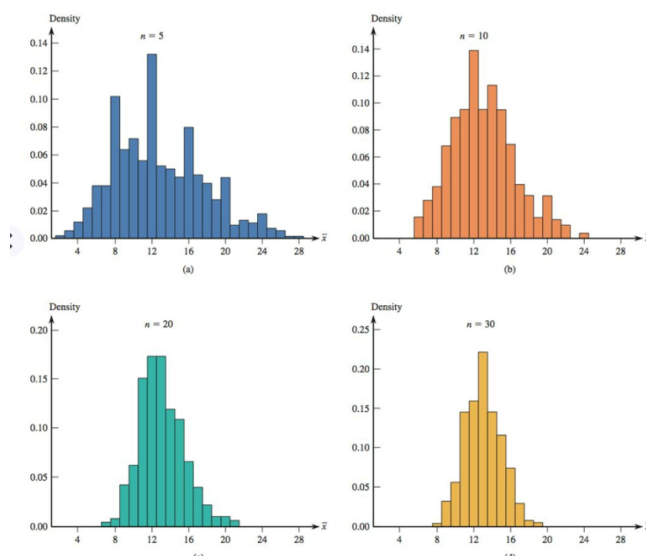 Density
n = 5
0.14
0.12
0.10
0.08
0.06
0.04
0.02
0.00
4 8 12 16 20 24 28 x̄
(a)
Density
n = 10
0.14
0.12
0.10
0.08
0.06
0.04
0.02
0.00
4 8 12 16 20 24 28
(b)
Density
n = 20
0.20
0.15
0.10
0.05
0.00
4 8 12 16 20 24 28 x̄
Density
n = 30
0.25
0.20
0.15
0.10
0.05
0.00
4 8 12 16 20 24 28